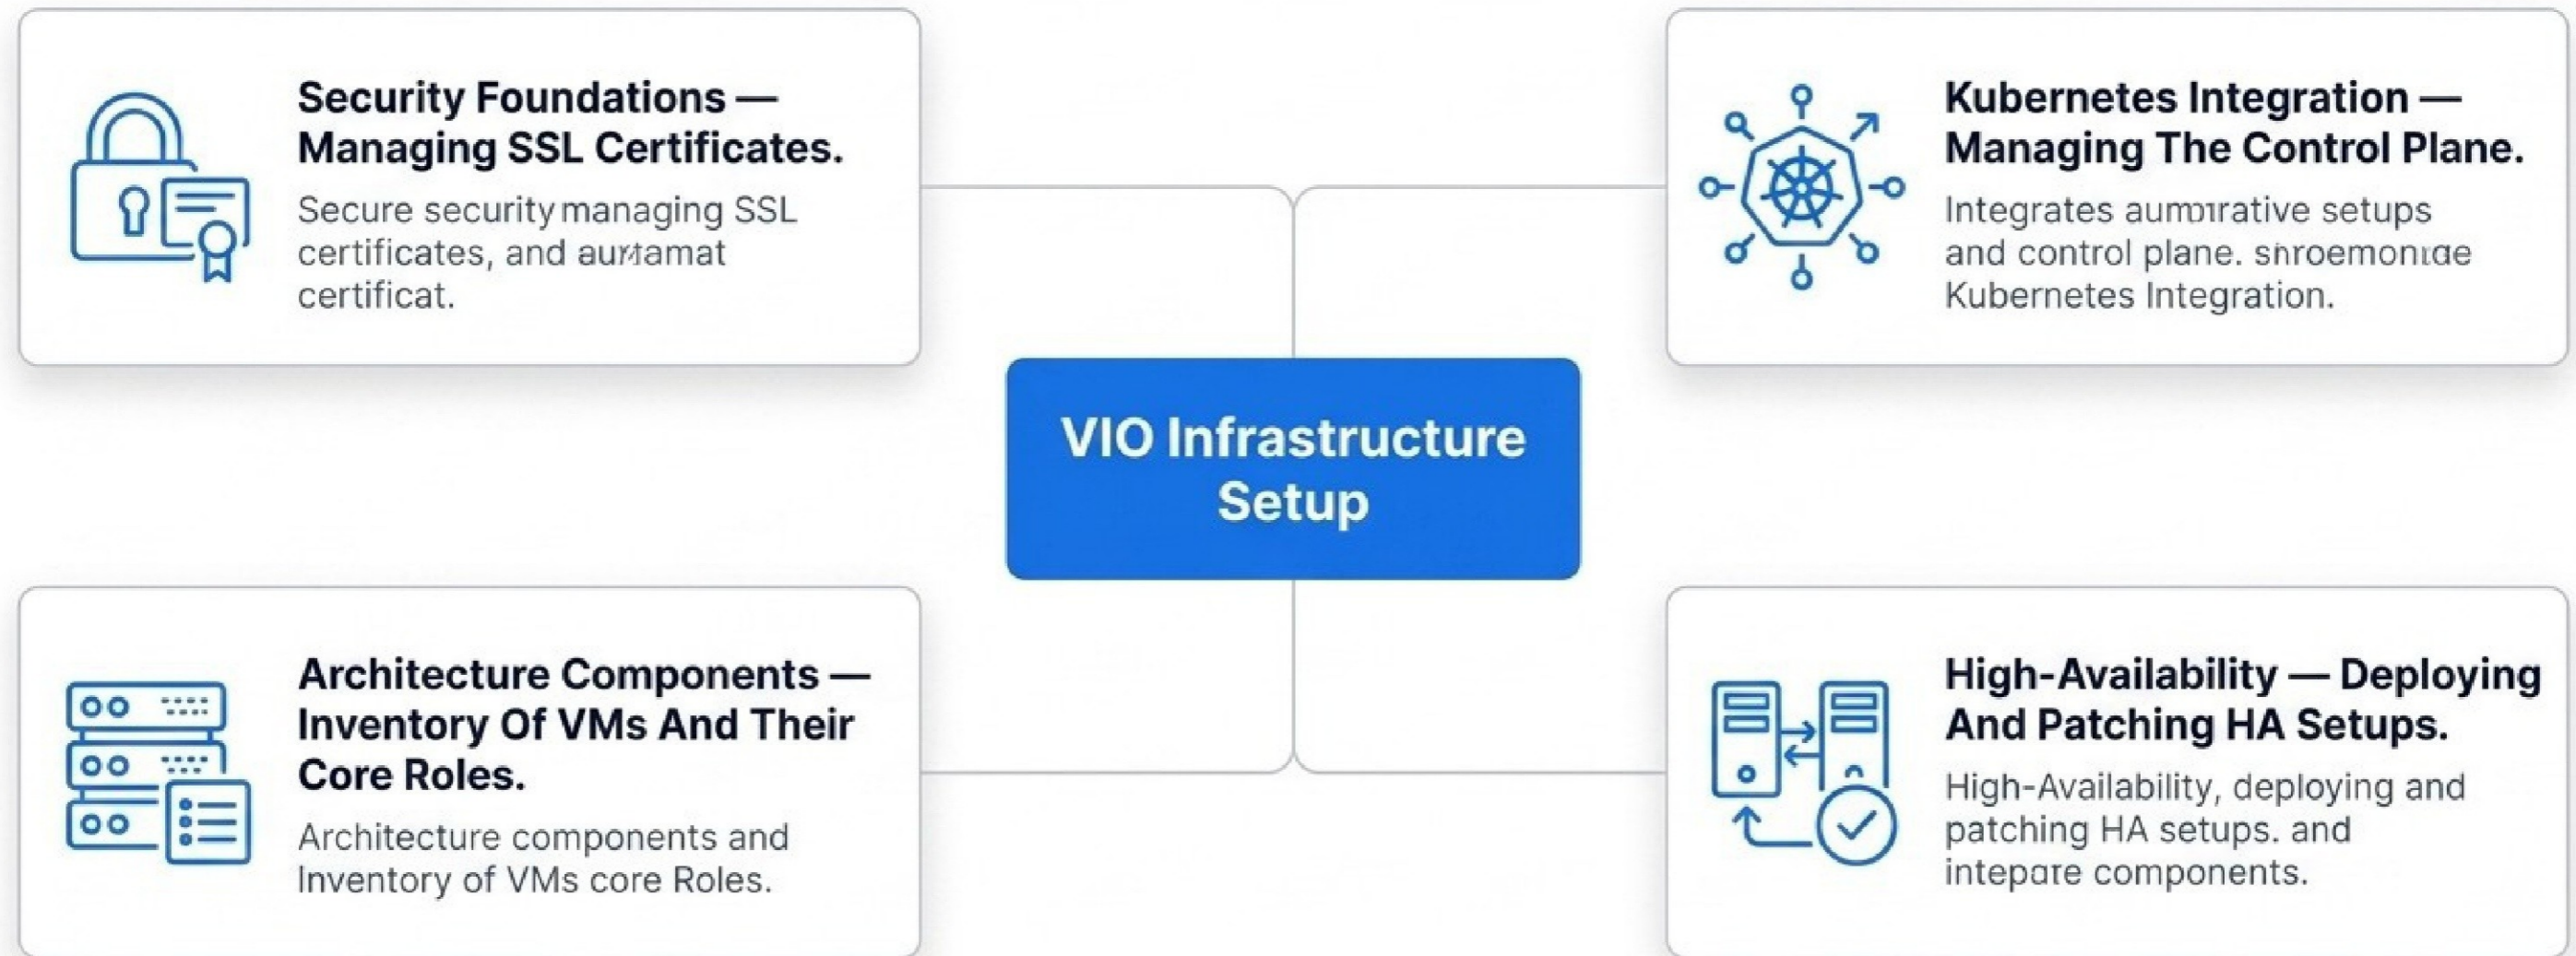 Security Foundations —
Managing SSL Certificates.
Secure security managing SSL
certificates, and
certificat.
Kubernetes Integration —
Managing The Control Plane.
Integrates setups
and control plane.
Kubernetes Integration.
VIO Infrastructure
Setup
Architecture Components —
Inventory Of VMs And Their
Core Roles.
Architecture components and
Inventory of VMs core Roles.
High-Availability — Deploying
And Patching HA Setups.
High-Availability, deploying and
patching HA setups. and
components.